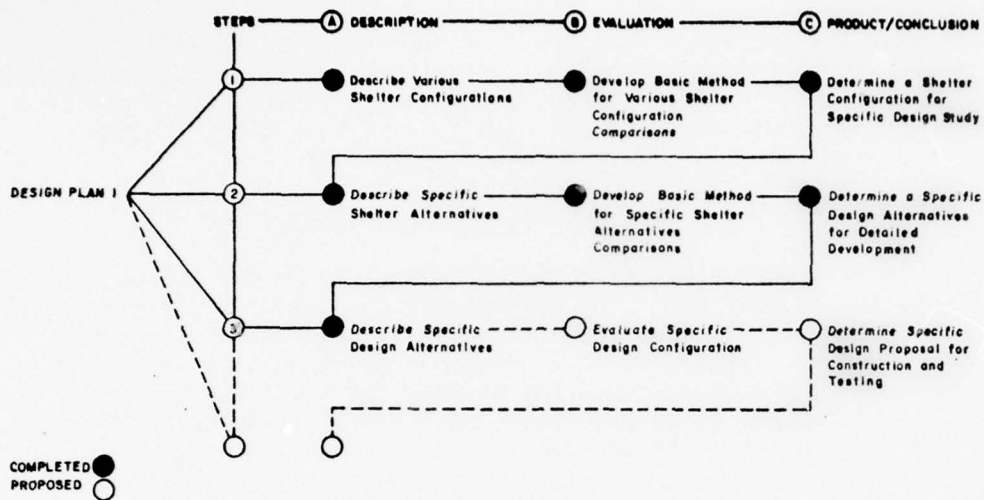 STEPS A DESCRIPTION B EVALUATION C PRODUCT/CONCLUSION
1
Describe Various
Shelter Configurations
Develop Basic Method
for Various Shelter
Configuration
Comparisons
Determine a Shelter
Configuration for
Specific Design Study
DESIGN PLAN I
2
Describe Specific
Shelter Alternatives
Develop Basic Method
for Specific Shelter
Alternatives
Comparisons
Determine a Specific
Design Alternatives
for Detailed
Development
3
Describe Specific
Design Alternatives
Evaluate Specific
Design Configuration
Determine Specific
Design Proposal for
Construction and
Testing
COMPLETED
PROPOSED